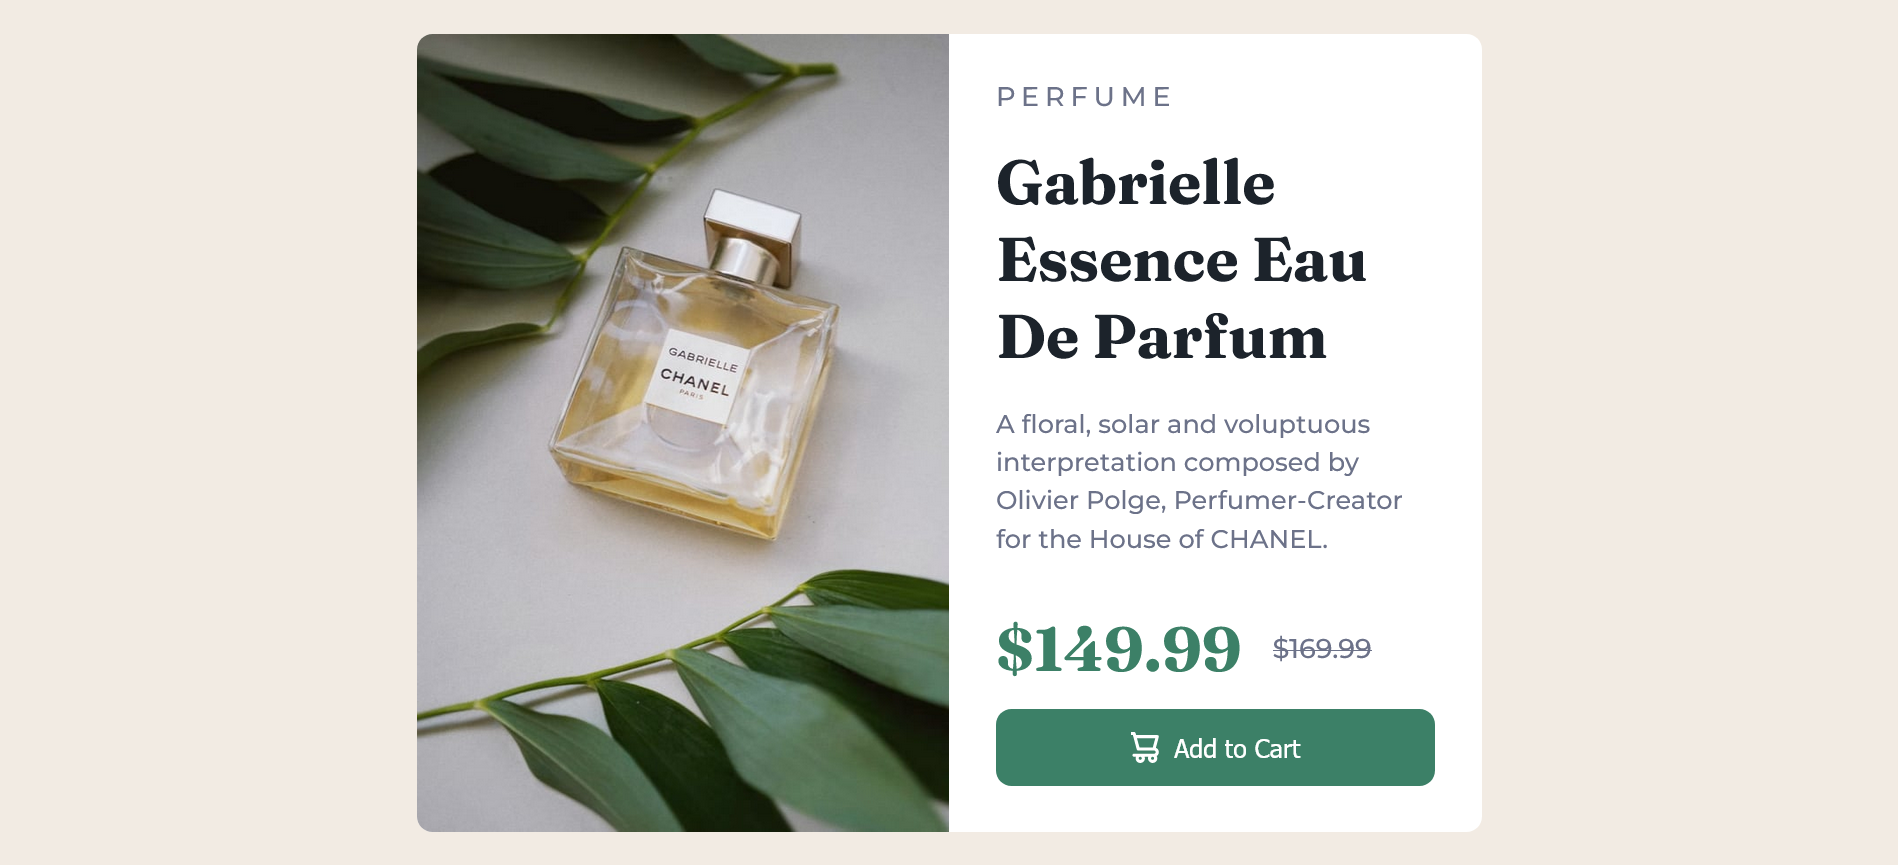 GABRIELLE
CHANEL
PARIS
PERFUME
Gabrielle
Essence Eau
De Parfum
A floral, solar and voluptuous
interpretation composed by
Olivier Polge, Perfumer-Creator
for the House of CHANEL.
$149.99 $169.99
Add to Cart